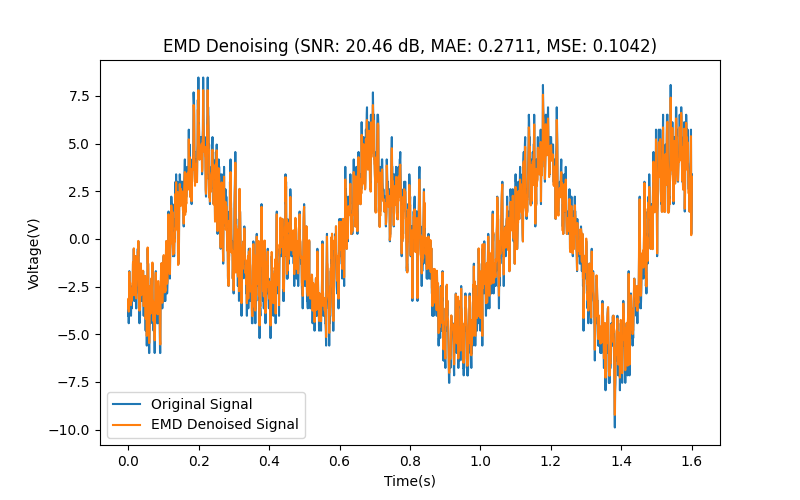 EMD Denoising (SNR: 20.46 dB, MAE: 0.2711, MSE: 0.1042)
7.5
5.0
2.5
0.0
−2.5
−5.0
−7.5
−10.0
Voltage(V)
Original Signal
EMD Denoised Signal
0.0 0.2 0.4 0.6 0.8 1.0 1.2 1.4 1.6
Time(s)